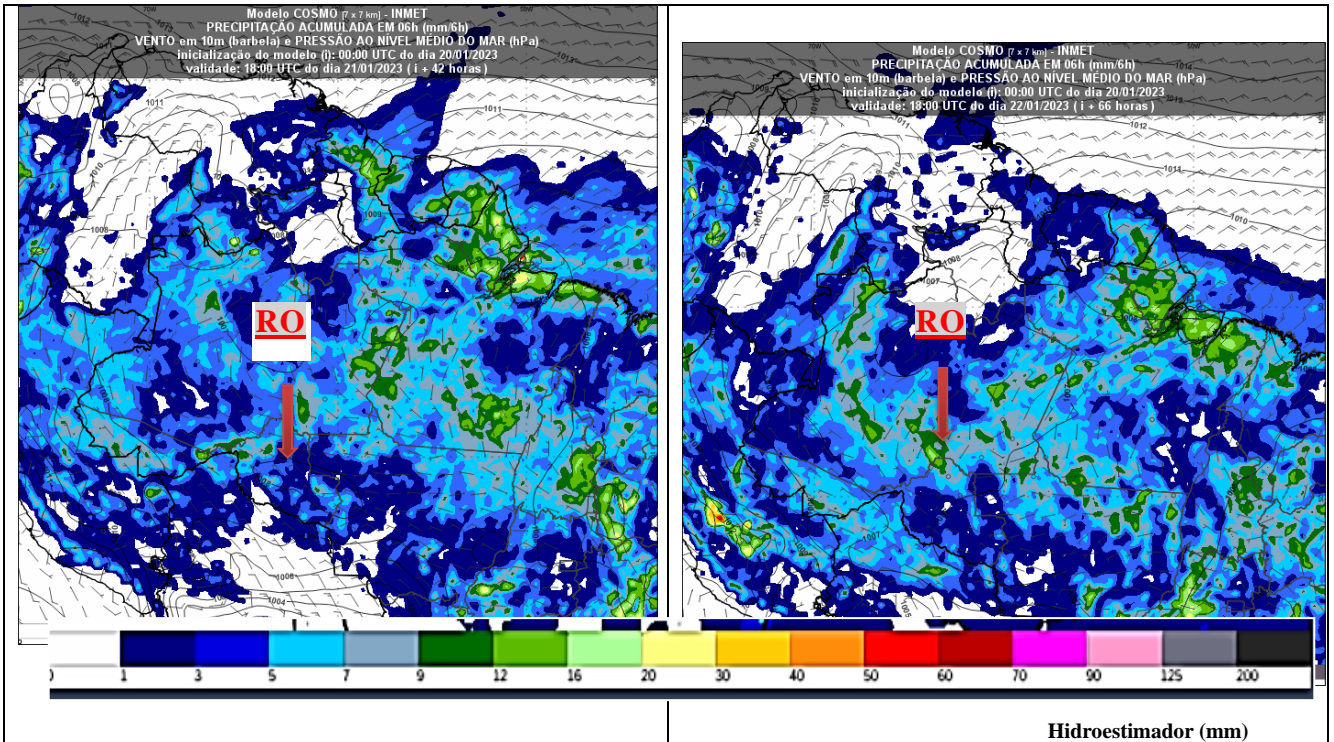 Modelo COSMO [7 x 7 km] - INMET
PRECIPITAÇÃO ACUMULADA EM 06h (mm/6h)
VENTO em 10m (barbela) e PRESSÃO AO NÍVEL MÉDIO DO MAR (hPa)
inicialização do modelo (i): 00:00 UTC do dia 20/01/2023
validade: 18:00 UTC do dia 21/01/2023 ( i + 42 horas )
RO
Modelo COSMO [7 x 7 km] - INMET
PRECIPITAÇÃO ACUMULADA EM 06h (mm/6h)
VENTO em 10m (barbela) e PRESSÃO AO NÍVEL MÉDIO DO MAR (hPa)
inicialização do modelo (i): 00:00 UTC do dia 20/01/2023
validade: 18:00 UTC do dia 22/01/2023 ( i + 66 horas )
RO
1 3 5 7 9 12 16 20 30 40 50 60 70 90 125 200
Hidroestimador (mm)